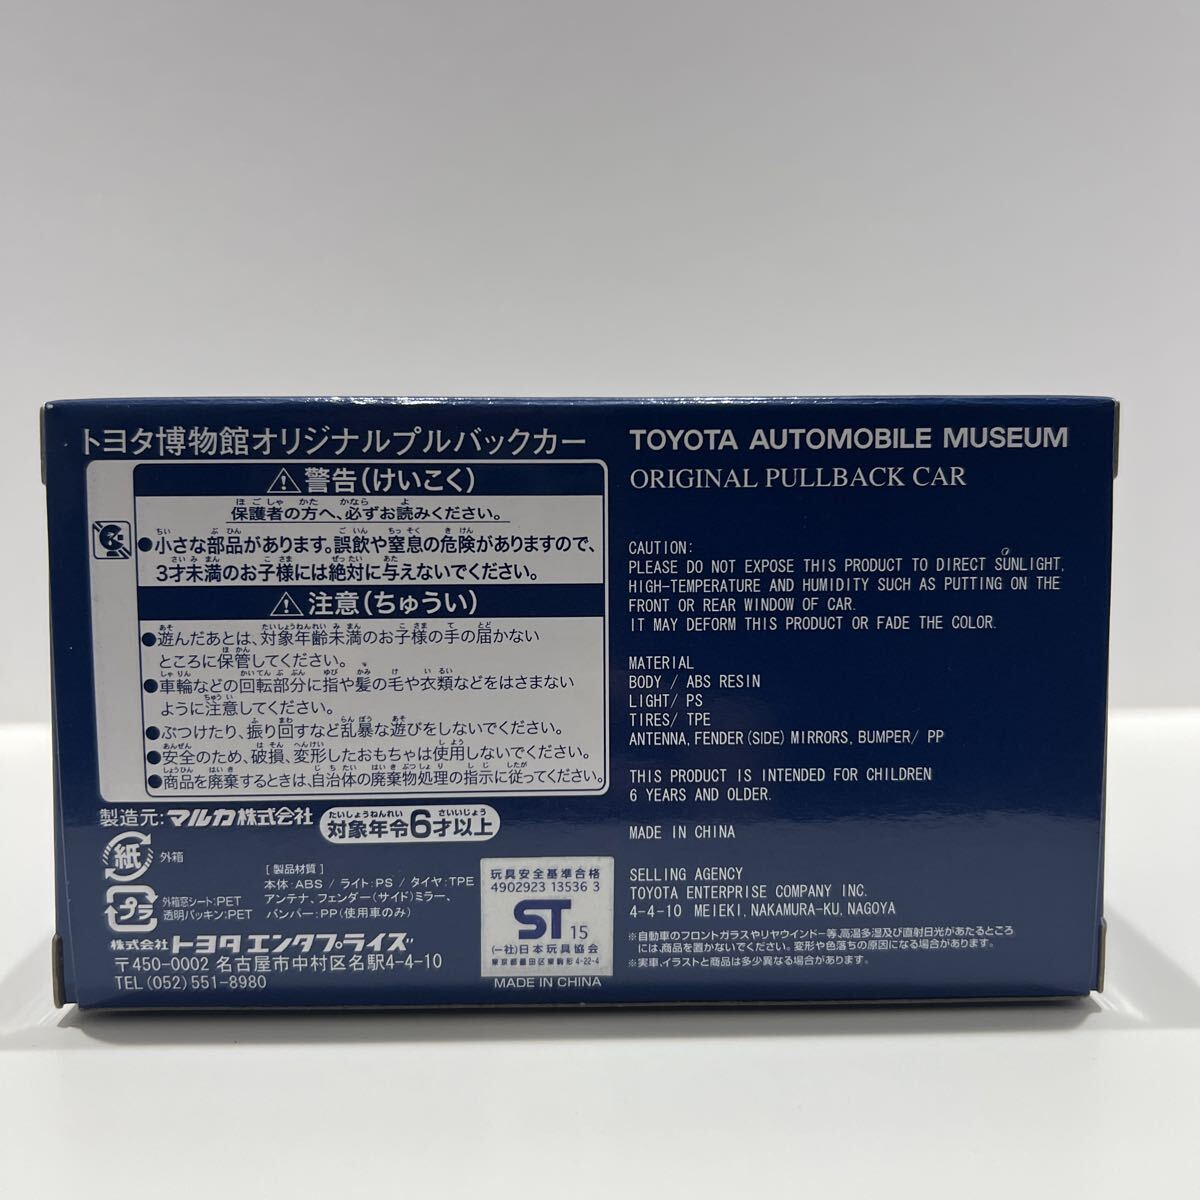 トヨタ博物館オリジナルプルバックカー
⚠警告(けいこく)
保護者の方へ、必ずお読みください。
●小さな部品があります。誤飲や窒息の危険がありますので、
3才未満のお子様には絶対に与えないでください。
⚠注意(ちゅうい)
●遊んだあとは、対象年齢未満のお子様の手の届かない
ところに保管してください。
●車輪などの回転部分に指や髪の毛や衣類などをはさまない
ように注意してください。
●ぶつけたり、振り回すなど乱暴な遊びをしないでください。
●安全のため、破損、変形したおもちゃは使用しないでください。
●商品を廃棄するときは、自治体の廃棄物処理の指示に従ってください。
製造元:マルカ株式会社
対象年令6才以上
紙 外箱
プラ
外箱窓シート:PET
透明パッキン:PET
[製品材質]
本体:ABS / ライト:PS / タイヤ:TPE
アンテナ、フェンダー(サイド)ミラー、
バンパー:PP(使用車のみ)
株式会社トヨタエンタプライズ
〒450-0002 名古屋市中村区名駅4-4-10
TEL (052) 551-8980
玩具安全基準合格
4902923 13536 3
ST 15
(一社)日本玩具協会
東京都墨田区東駒形4-22-4
MADE IN CHINA
TOYOTA AUTOMOBILE MUSEUM
ORIGINAL PULLBACK CAR
CAUTION:
PLEASE DO NOT EXPOSE THIS PRODUCT TO DIRECT SUNLIGHT,
HIGH-TEMPERATURE AND HUMIDITY SUCH AS PUTTING ON THE
FRONT OR REAR WINDOW OF CAR.
IT MAY DEFORM THIS PRODUCT OR FADE THE COLOR.
MATERIAL
BODY / ABS RESIN
LIGHT/ PS
TIRES/ TPE
ANTENNA, FENDER (SIDE) MIRRORS, BUMPER/ PP
THIS PRODUCT IS INTENDED FOR CHILDREN
6 YEARS AND OLDER.
MADE IN CHINA
SELLING AGENCY
TOYOTA ENTERPRISE COMPANY INC.
4-4-10 MEIEKI, NAKAMURA-KU, NAGOYA
※自動車のフロントガラスやリヤウインドー等、高温多湿及び直射日光があたるところ
には、商品を置かないでください。変形や色落ちの原因になる場合があります。
※実車、イラストと商品は多少異なる場合があります。